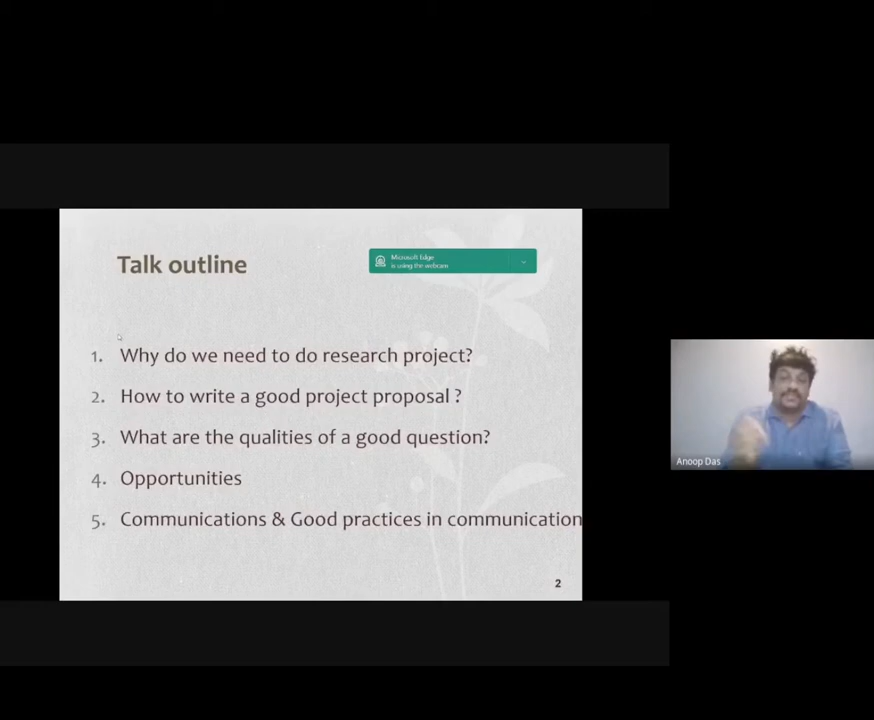 Talk outline
Microsoft Edge
is using the webcam
1. Why do we need to do research project?
2. How to write a good project proposal ?
3. What are the qualities of a good question?
4. Opportunities
5. Communications & Good practices in communication
2
Anoop Das